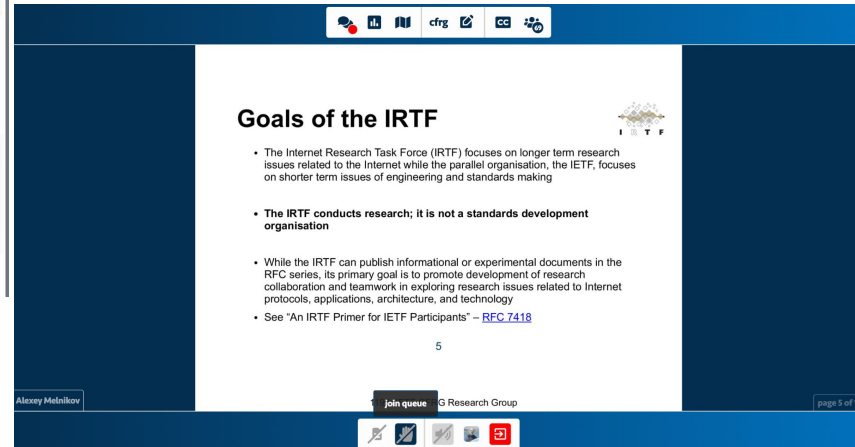 cfrg
CC
69
Goals of the IRTF
I R T F
• The Internet Research Task Force (IRTF) focuses on longer term research
issues related to the Internet while the parallel organisation, the IETF, focuses
on shorter term issues of engineering and standards making
• The IRTF conducts research; it is not a standards development
organisation
• While the IRTF can publish informational or experimental documents in the
RFC series, its primary goal is to promote development of research
collaboration and teamwork in exploring research issues related to Internet
protocols, applications, architecture, and technology
• See “An IRTF Primer for IETF Participants” – RFC 7418
5
Alexey Melnikov
join queue
G Research Group
page 5 of